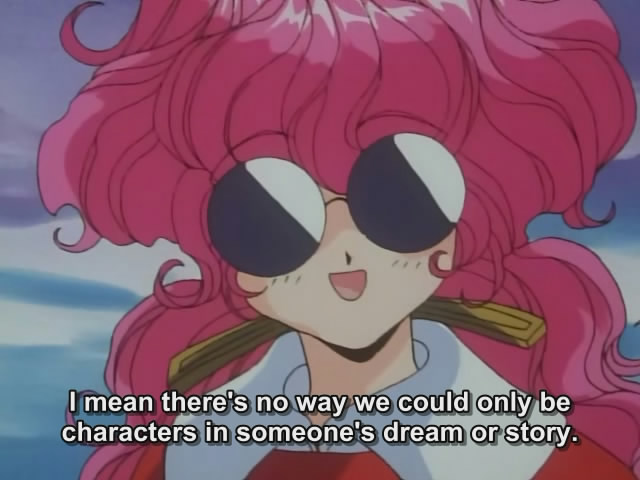 I mean there's no way we could only be
characters in someone's dream or story.